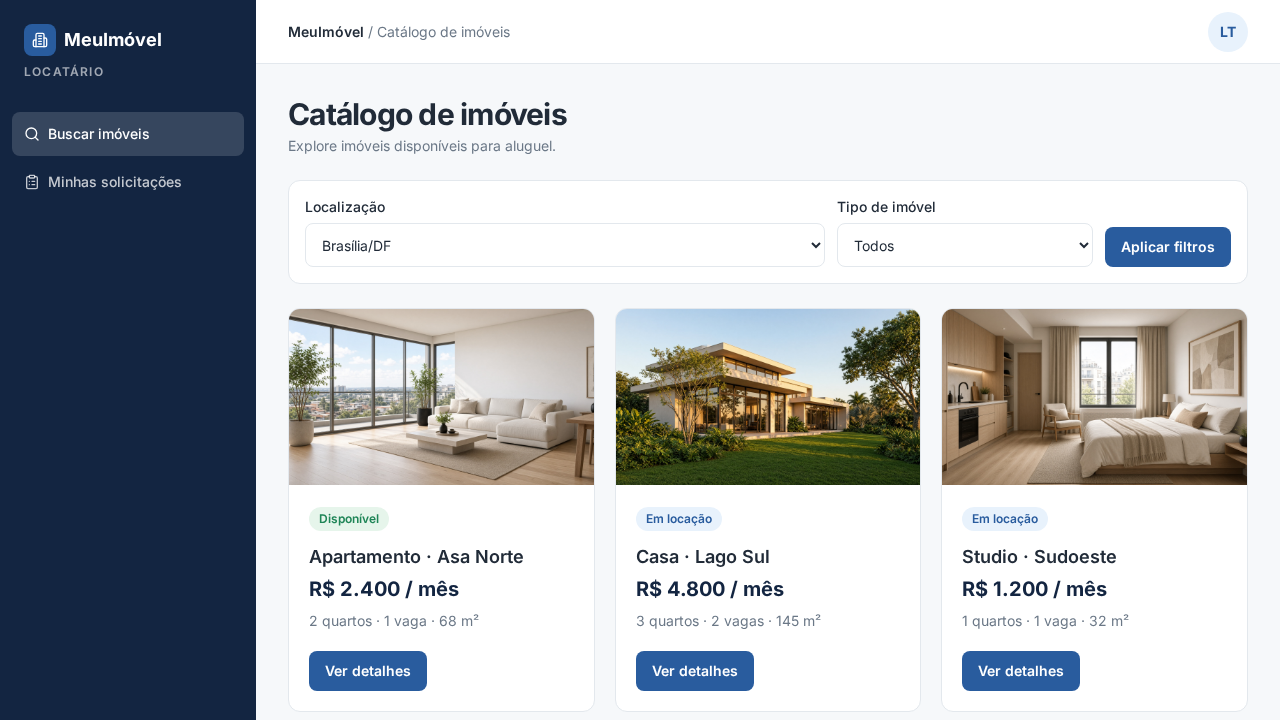 MeuImóvel
LOCATÁRIO
Buscar imóveis
Minhas solicitações
MeuImóvel / Catálogo de imóveis
LT
Catálogo de imóveis
Explore imóveis disponíveis para aluguel.
Localização
Brasília/DF
Tipo de imóvel
Todos
Aplicar filtros
Disponível
Apartamento · Asa Norte
R$ 2.400 / mês
2 quartos · 1 vaga · 68 m²
Ver detalhes
Em locação
Casa · Lago Sul
R$ 4.800 / mês
3 quartos · 2 vagas · 145 m²
Ver detalhes
Em locação
Studio · Sudoeste
R$ 1.200 / mês
1 quartos · 1 vaga · 32 m²
Ver detalhes